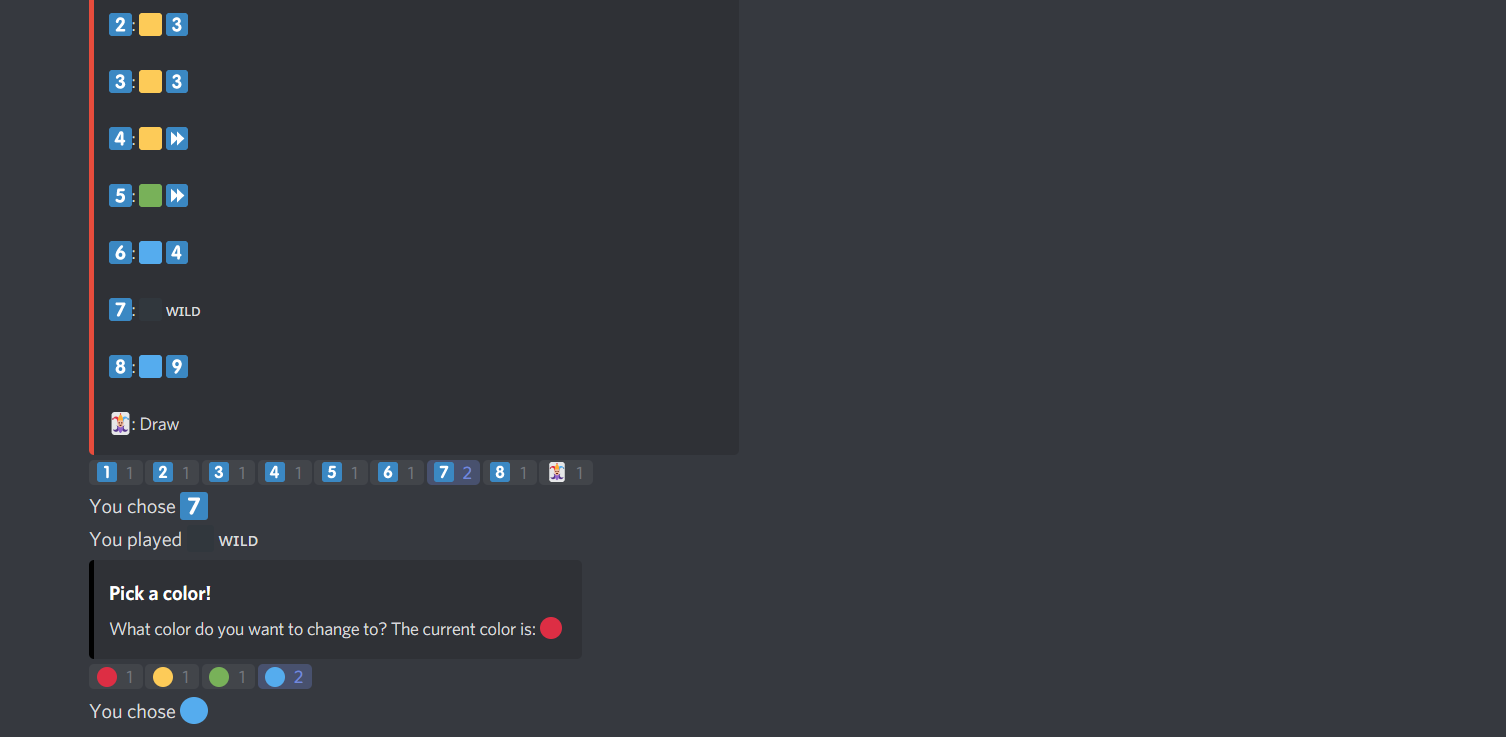 2: 3
3: 3
4:
5:
6: 4
7: WILD
8: 9
: Draw
1 1 2 1 3 1 4 1 5 1 6 1 7 2 8 1 1
You chose 7
You played WILD
Pick a color!
What color do you want to change to? The current color is:
1 1 1 2
You chose